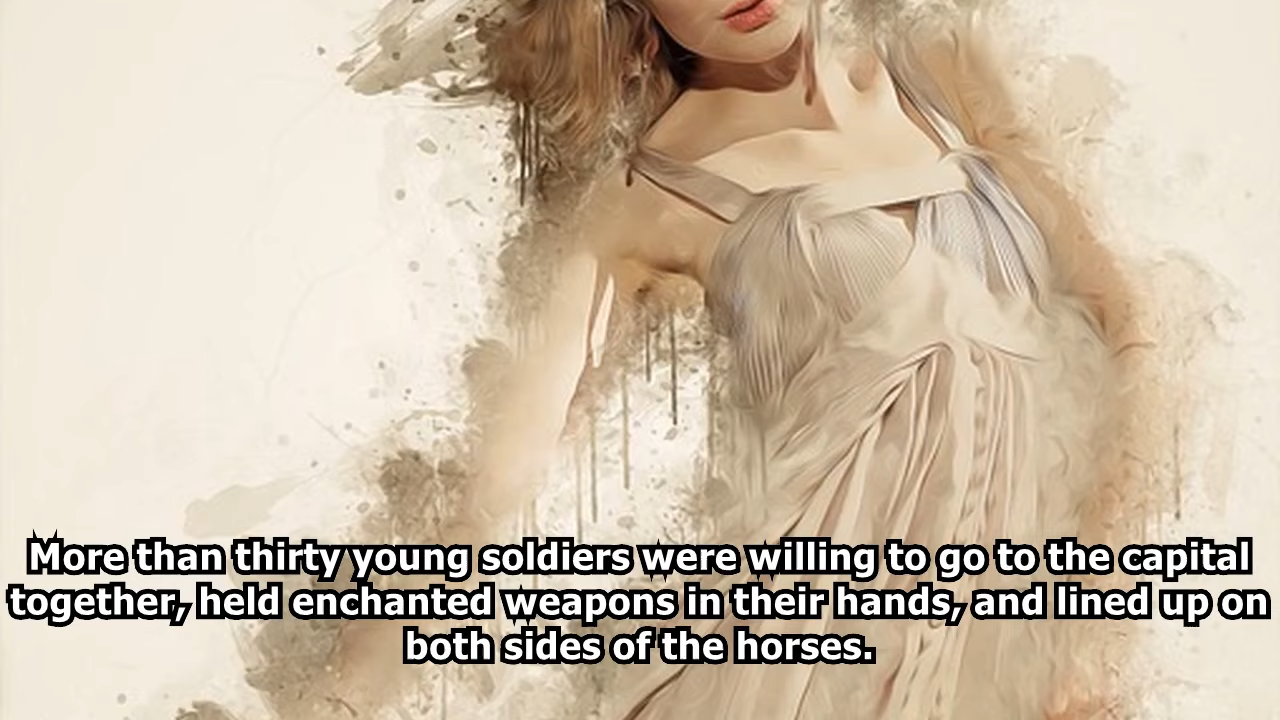 More than thirty young soldiers were willing to go to the capital
together, held enchanted weapons in their hands, and lined up on
both sides of the horses.